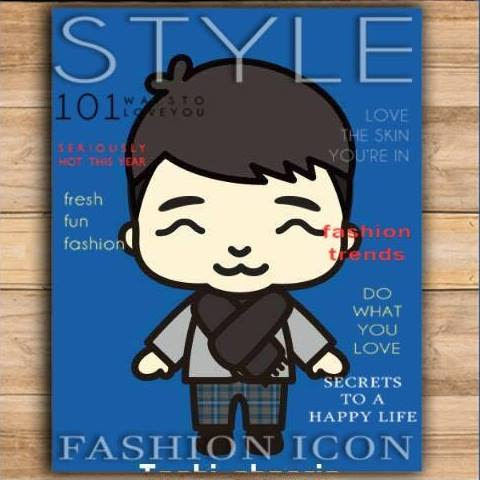 STYLE
101 WAYS TO
LOVE YOU
LOVE
THE SKIN
YOU'RE IN
SERIOUSLY
HOT THIS YEAR
fresh
fun
fashion
fashion
trends
DO
WHAT
YOU
LOVE
SECRETS
TO A
HAPPY LIFE
FASHION ICON